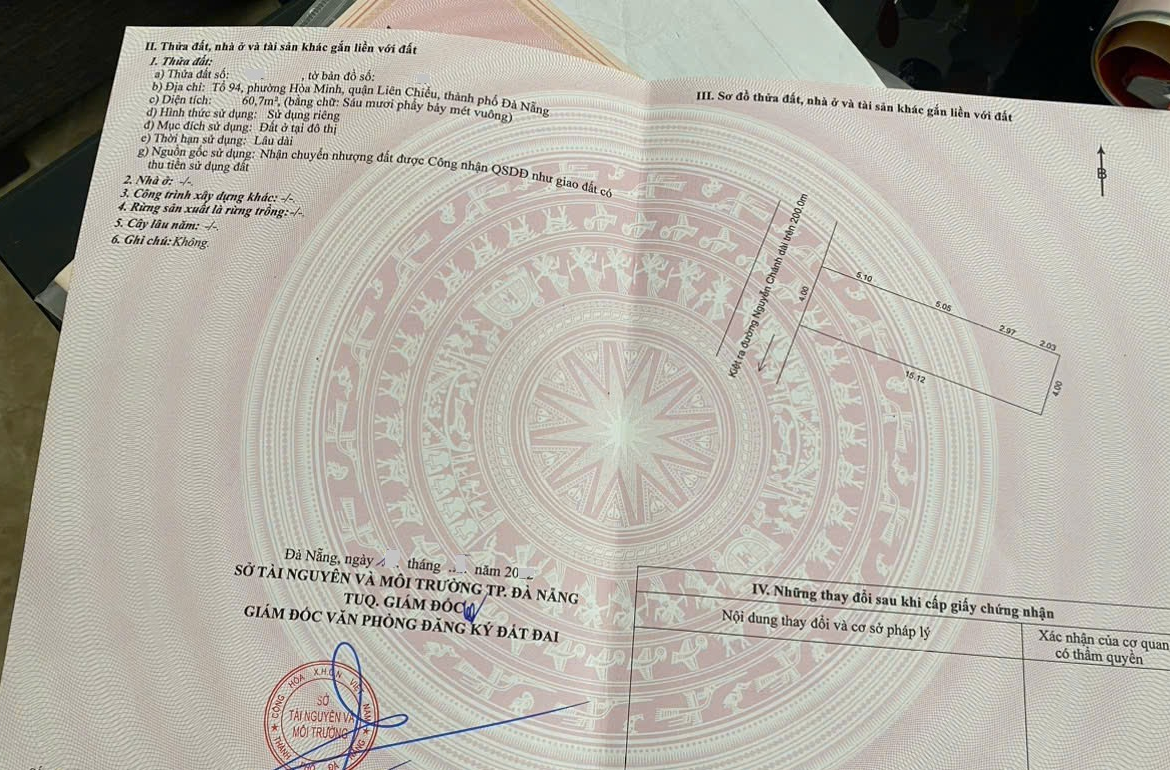 II. Thửa đất, nhà ở và tài sản khác gắn liền với đất
1. Thửa đất:
a) Thửa đất số: , tờ bản đồ số:
b) Địa chỉ: Tổ 94, phường Hòa Minh, quận Liên Chiểu, thành phố Đà Nẵng
c) Diện tích: 60,7m², (bằng chữ: Sáu mươi phẩy bảy mét vuông)
d) Hình thức sử dụng: Sử dụng riêng
đ) Mục đích sử dụng: Đất ở tại đô thị
e) Thời hạn sử dụng: Lâu dài
g) Nguồn gốc sử dụng: Nhận chuyển nhượng đất được Công nhận QSDĐ như giao đất có
thu tiền sử dụng đất
2. Nhà ở: -/-.
3. Công trình xây dựng khác: -/-.
4. Rừng sản xuất là rừng trồng: -/-.
5. Cây lâu năm: -/-.
6. Ghi chú: Không.
Đà Nẵng, ngày tháng năm 20
SỞ TÀI NGUYÊN VÀ MÔI TRƯỜNG TP. ĐÀ NẴNG
TUQ. GIÁM ĐỐC
GIÁM ĐỐC VĂN PHÒNG ĐĂNG KÝ ĐẤT ĐAI
CỘNG HÒA X.H.C.N VIỆT NAM
SỞ
TÀI NGUYÊN VÀ
MÔI TRƯỜNG
THÀNH PHỐ ĐÀ NẴNG
III. Sơ đồ thửa đất, nhà ở và tài sản khác gắn liền với đất
B
Kiệt ra đường Nguyễn Chánh dài trên 200.0m
4.00
5.10
5.05
2.97
2.03
4.00
15.12
IV. Những thay đổi sau khi cấp giấy chứng nhận
Nội dung thay đổi và cơ sở pháp lý
Xác nhận của cơ quan
có thẩm quyền